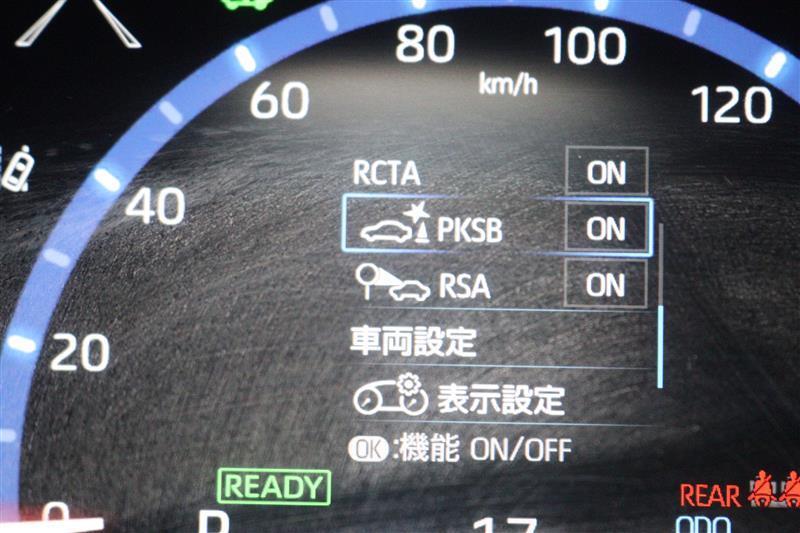 80
100
60
km/h
120
RCTA ON
40
PKSB ON
RSA ON
20
車両設定
表示設定
OK:機能 ON/OFF
READY
REAR